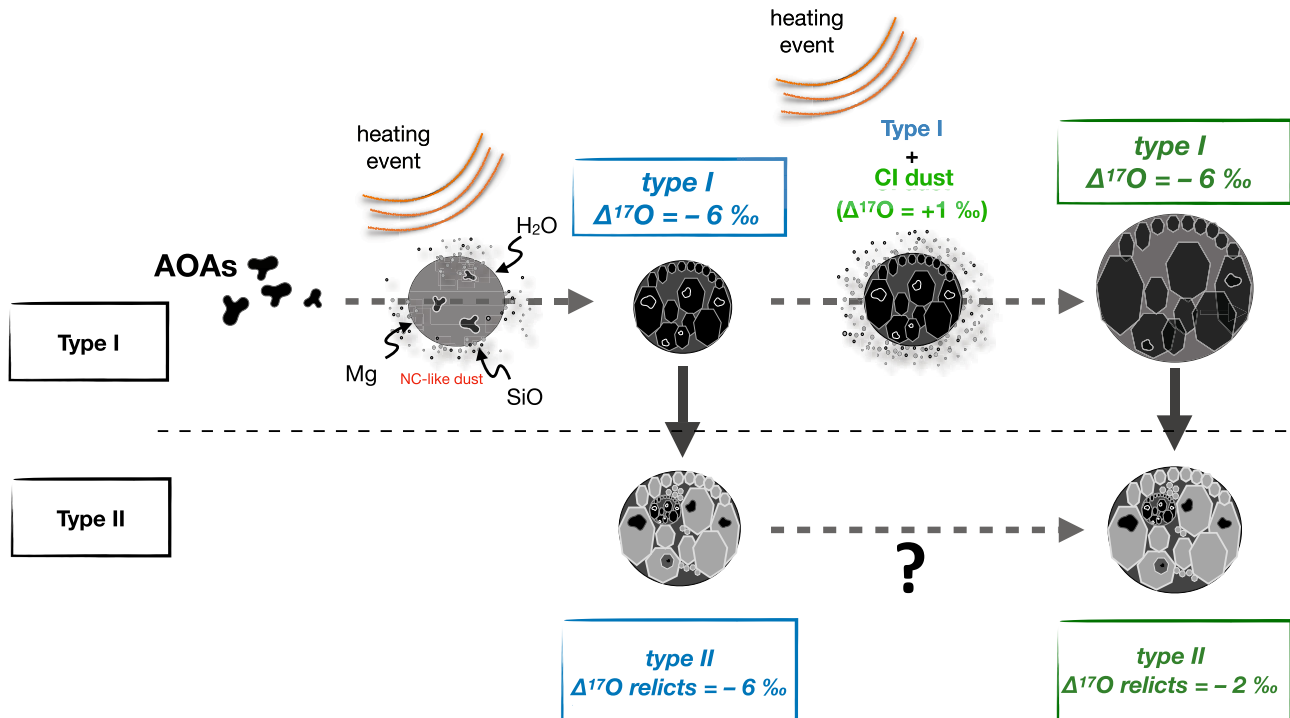 heating
event
heating
event
Type I
+
CI dust
(Δ¹⁷O = +1 ‰)
type I
Δ¹⁷O = – 6 ‰
type I
Δ¹⁷O = – 6 ‰
H₂O
AOAs
Type I
Mg
NC-like dust
SiO
Type II
?
type II
Δ¹⁷O relicts = – 6 ‰
type II
Δ¹⁷O relicts = – 2 ‰